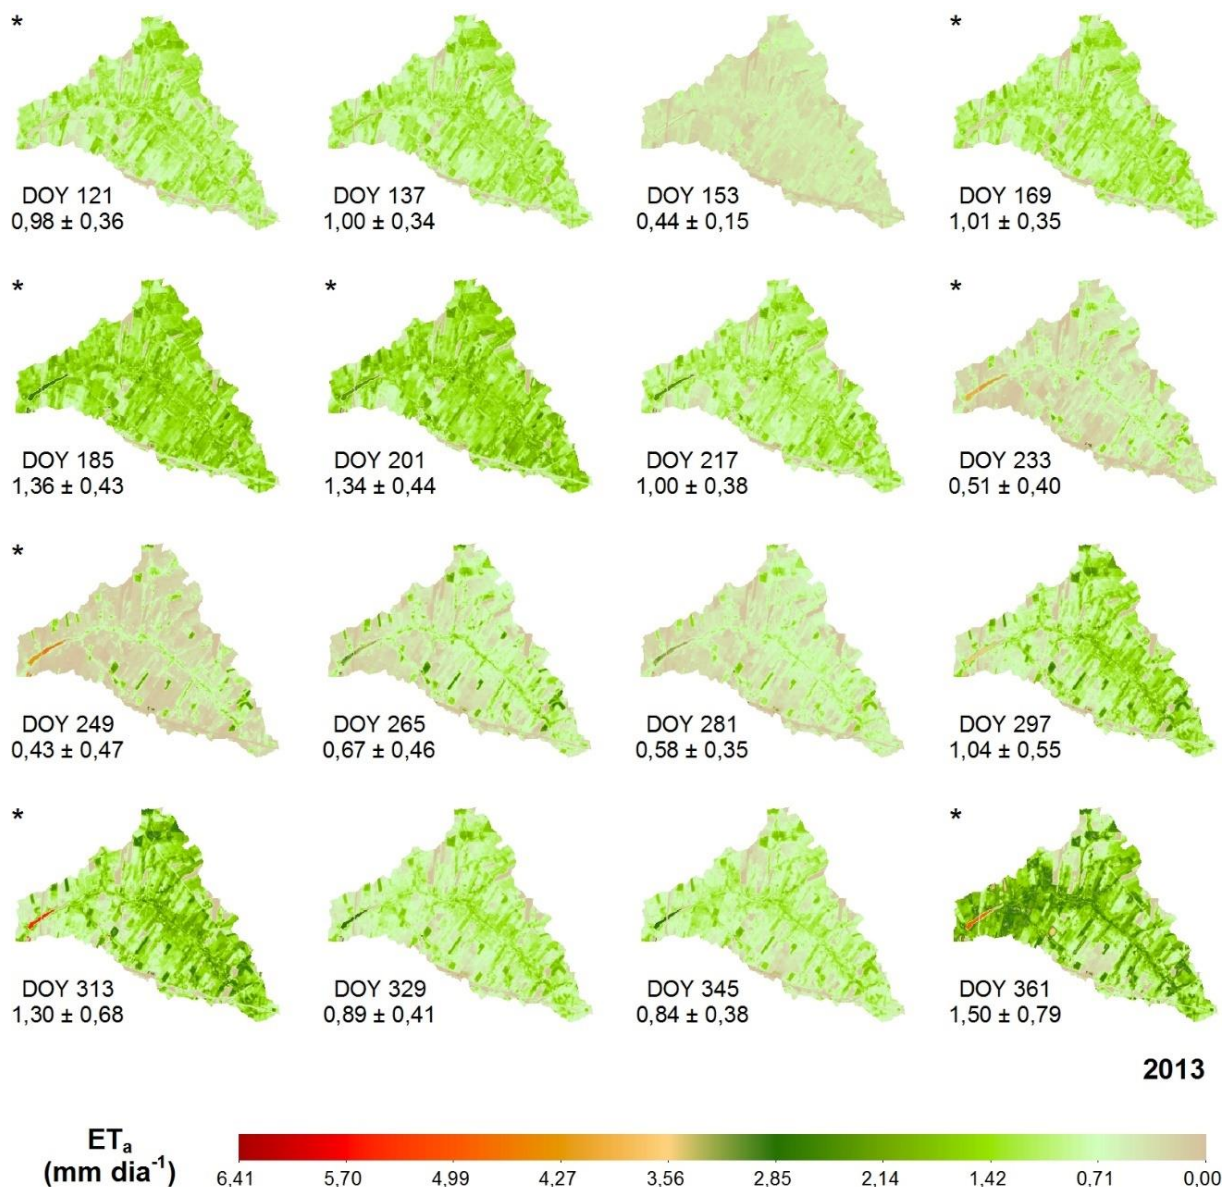 * *
DOY 121 DOY 137 DOY 153 DOY 169
0,98 ± 0,36 1,00 ± 0,34 0,44 ± 0,15 1,01 ± 0,35
* * *
DOY 185 DOY 201 DOY 217 DOY 233
1,36 ± 0,43 1,34 ± 0,44 1,00 ± 0,38 0,51 ± 0,40
*
DOY 249 DOY 265 DOY 281 DOY 297
0,43 ± 0,47 0,67 ± 0,46 0,58 ± 0,35 1,04 ± 0,55
* *
DOY 313 DOY 329 DOY 345 DOY 361
1,30 ± 0,68 0,89 ± 0,41 0,84 ± 0,38 1,50 ± 0,79
2013
ETₐ
(mm dia⁻¹)
6,41 5,70 4,99 4,27 3,56 2,85 2,14 1,42 0,71 0,00